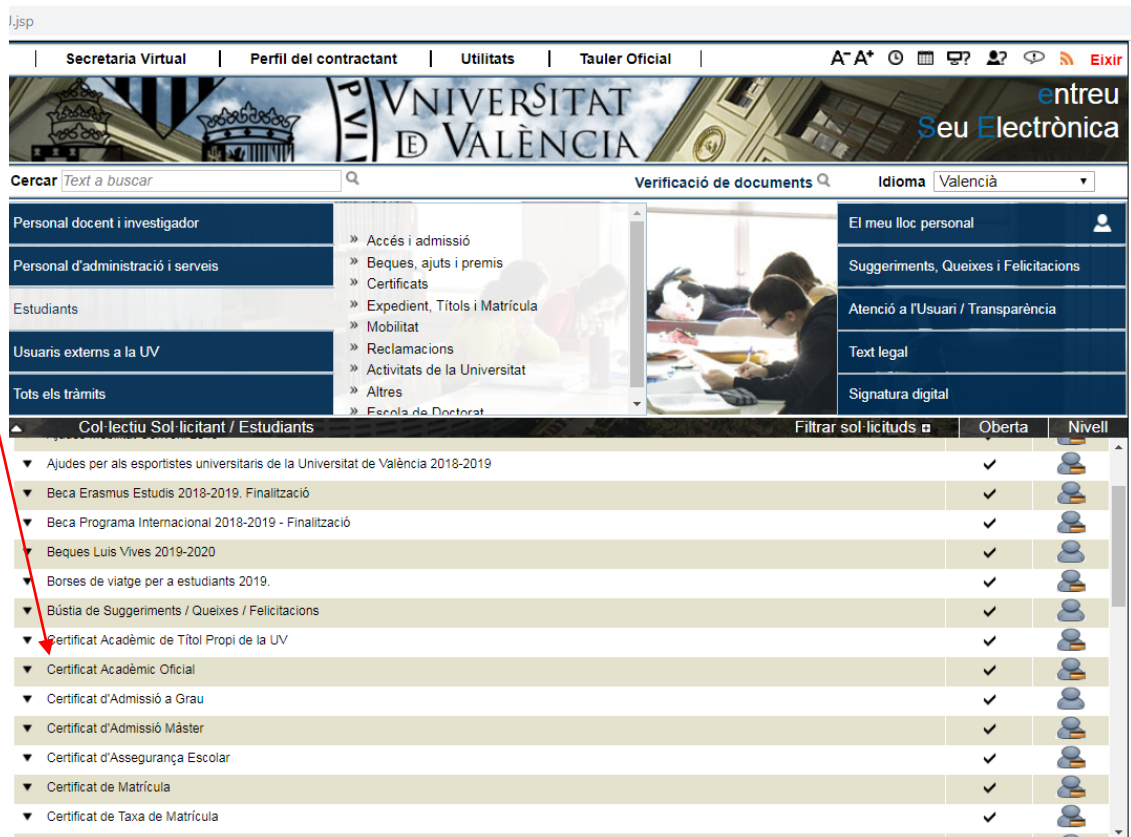 J.jsp
Secretaria Virtual | Perfil del contractant | Utilitats | Tauler Oficial | A- A+ ? ? Eixir
VNIVERSITAT
ID VALÈNCIA
entreu
Seu Electrònica
Cercar Text a buscar Verificació de documents Idioma Valencià
Personal docent i investigador
Personal d'administració i serveis
Estudiants
Usuaris externs a la UV
Tots els tràmits
» Accés i admissió
» Beques, ajuts i premis
» Certificats
» Expedient, Títols i Matrícula
» Mobilitat
» Reclamacions
» Activitats de la Universitat
» Altres
» Escola de Doctorat
El meu lloc personal
Suggeriments, Queixes i Felicitacions
Atenció a l'Usuari / Transparència
Text legal
Signatura digital
Col·lectiu Sol·licitant / Estudiants Filtrar sol·licituds Oberta Nivell
Ajudes per als esportistes universitaris de la Universitat de València 2018-2019
Beca Erasmus Estudis 2018-2019. Finalització
Beca Programa Internacional 2018-2019 - Finalització
Beques Luis Vives 2019-2020
Borses de viatge per a estudiants 2019.
Bústia de Suggeriments / Queixes / Felicitacions
Certificat Acadèmic de Títol Propi de la UV
Certificat Acadèmic Oficial
Certificat d'Admissió a Grau
Certificat d'Admissió Màster
Certificat d'Assegurança Escolar
Certificat de Matrícula
Certificat de Taxa de Matrícula